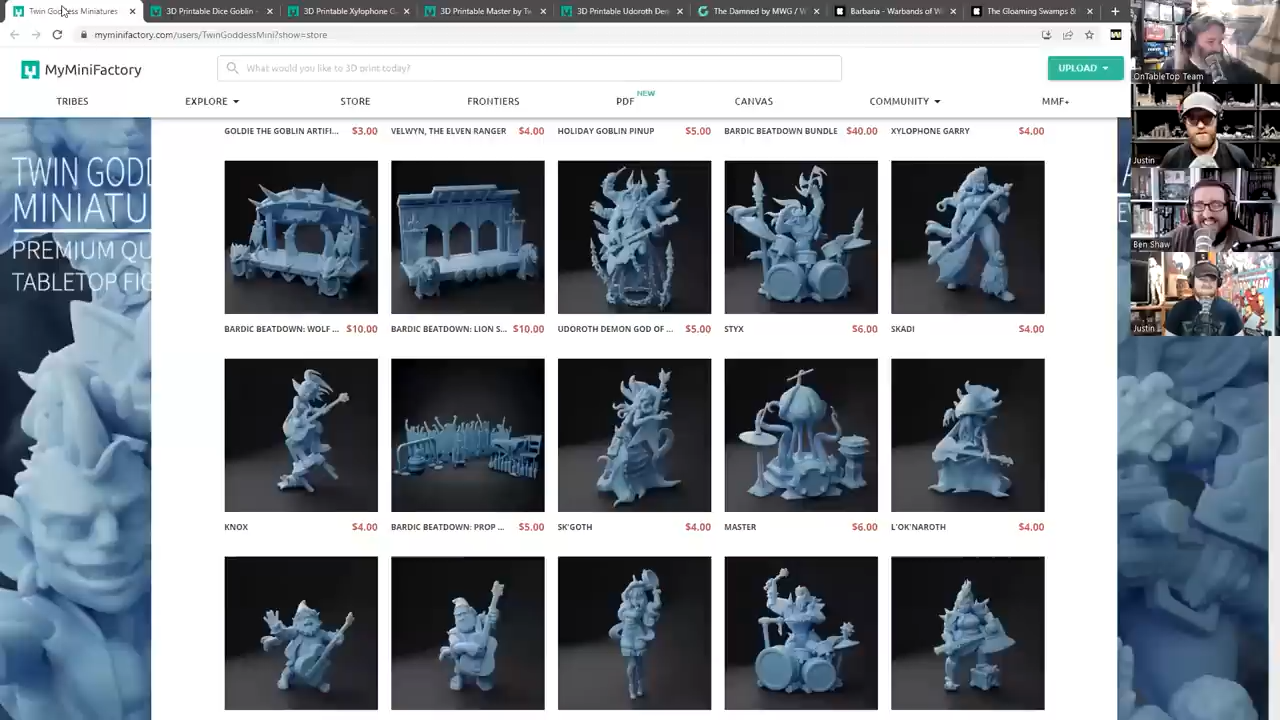 Twin Goddess Miniatures
3D Printable Dice Goblin -
3D Printable Xylophone G
3D Printable Master by Tw
3D Printable Udoroth Dem
The Damned by MWG / W
Barbaria - Warbands of W
The Gloaming Swamps &
myminifactory.com/users/TwinGoddessMini?show=store
MyMiniFactory
What would you like to 3D print today?
UPLOAD
TRIBES
EXPLORE
STORE
FRONTIERS
PDF
NEW
CANVAS
COMMUNITY
MMF+
OnTableTop Team
Justin
Ben Shaw
Justin
TWIN GODD
MINIATU
PREMIUM QU
TABLETOP FIG
GOLDIE THE GOBLIN ARTIFI... $3.00
VELWYN, THE ELVEN RANGER $4.00
HOLIDAY GOBLIN PINUP $5.00
BARDIC BEATDOWN BUNDLE $40.00
XYLOPHONE GARRY $4.00
BARDIC BEATDOWN: WOLF ... $10.00
BARDIC BEATDOWN: LION S... $10.00
UDOROTH DEMON GOD OF ... $5.00
STYX $6.00
SKADI $4.00
KNOX $4.00
BARDIC BEATDOWN: PROP ... $5.00
SK'GOTH $4.00
MASTER $6.00
L'OK'NAROTH $4.00